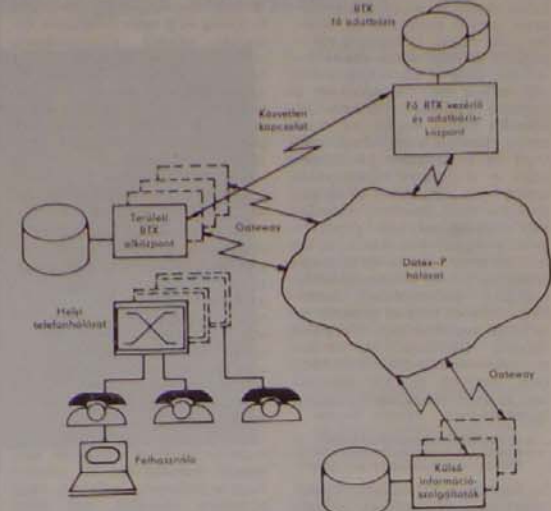 BTX
fő adatbázis
Fő BTX vezérlő
és adatbázis-
központ
Közvetlen
kapcsolat
Területi
BTX
alközpont
Gateway
Datex-P
hálózat
Helyi
telefonhálózat
Gateway
Felhasználó
Külső
információ-
szolgáltatók